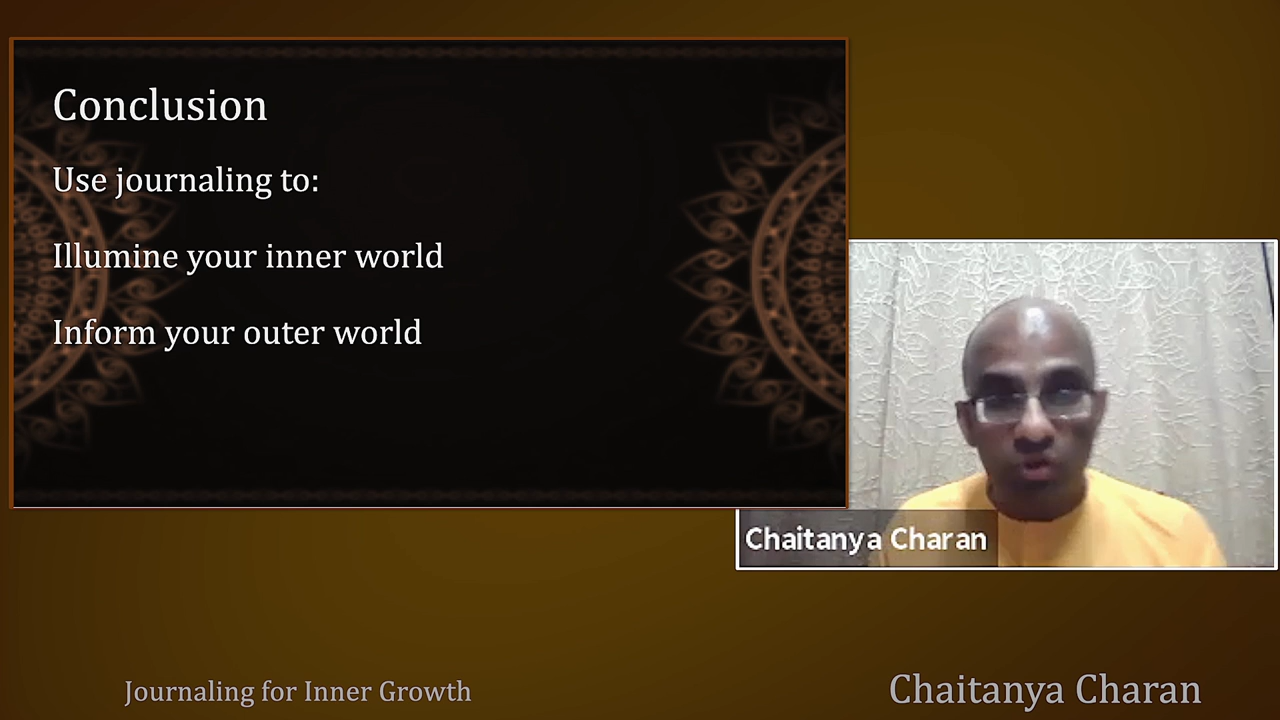 Conclusion
Use journaling to:
Illumine your inner world
Inform your outer world
Chaitanya Charan
Journaling for Inner Growth
Chaitanya Charan